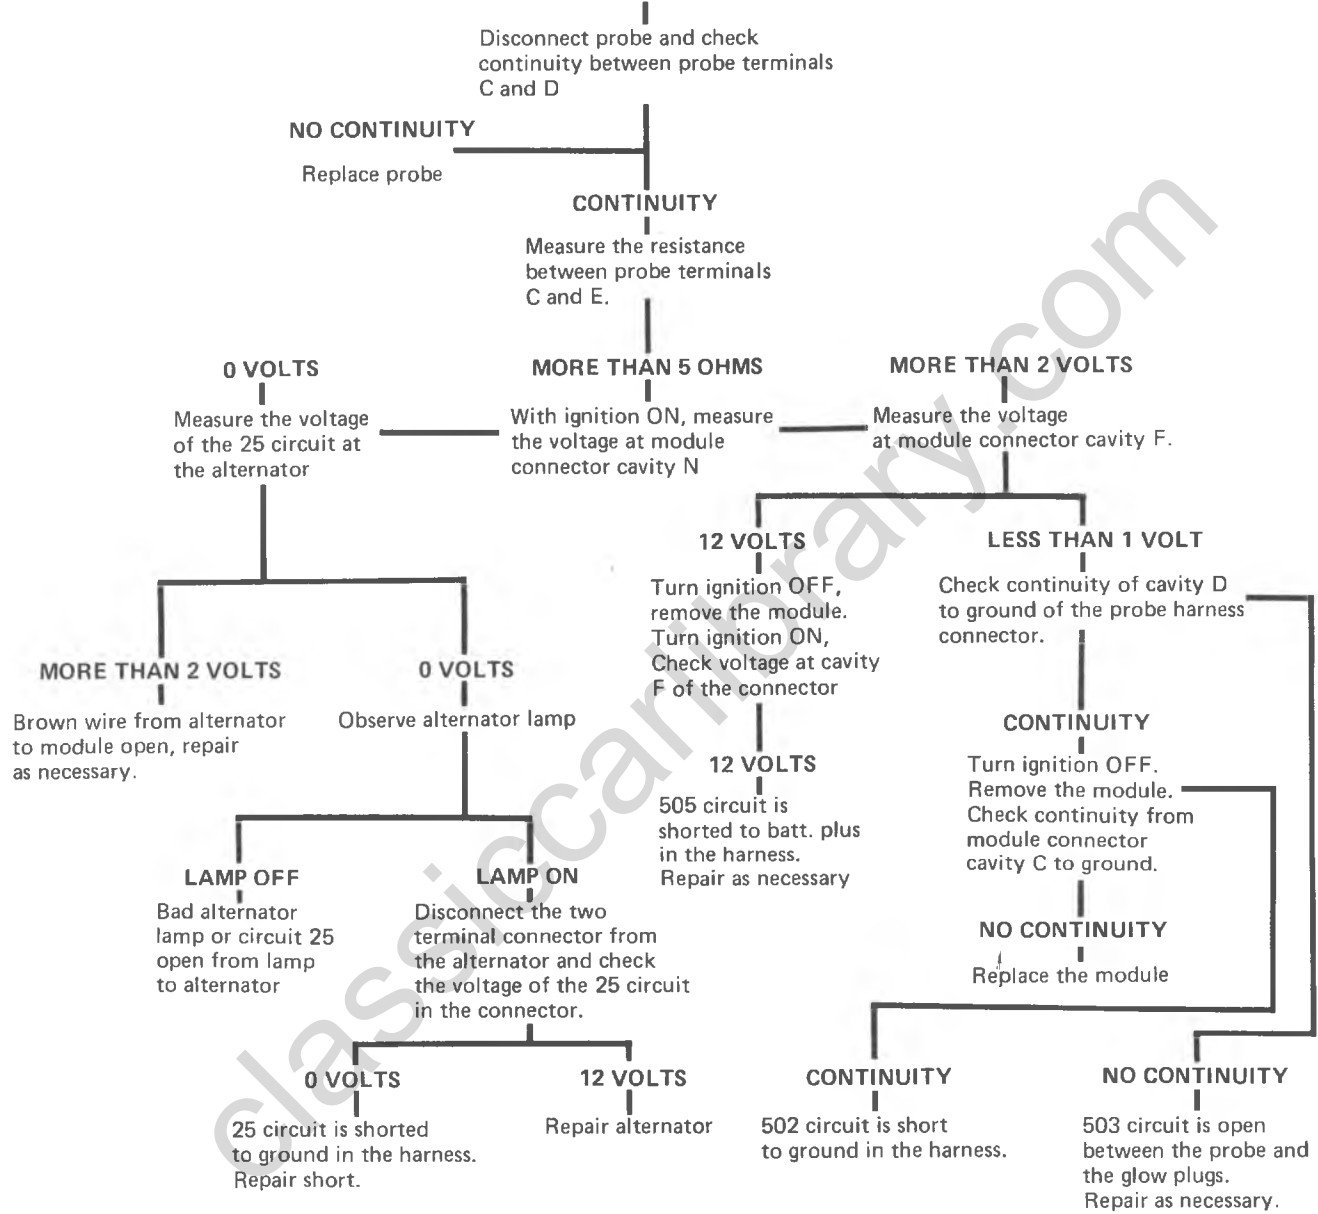 Disconnect probe and check
continuity between probe terminals
C and D
NO CONTINUITY
Replace probe
CONTINUITY
Measure the resistance
between probe terminals
C and E.
0 VOLTS
Measure the voltage
of the 25 circuit at
the alternator
MORE THAN 5 OHMS
With ignition ON, measure
the voltage at module
connector cavity N
MORE THAN 2 VOLTS
Measure the voltage
at module connector cavity F.
12 VOLTS
Turn ignition OFF,
remove the module.
Turn ignition ON,
Check voltage at cavity
F of the connector
LESS THAN 1 VOLT
Check continuity of cavity D
to ground of the probe harness
connector.
MORE THAN 2 VOLTS
Brown wire from alternator
to module open, repair
as necessary.
0 VOLTS
Observe alternator lamp
12 VOLTS
505 circuit is
shorted to batt. plus
in the harness.
Repair as necessary
CONTINUITY
Turn ignition OFF.
Remove the module.
Check continuity from
module connector
cavity C to ground.
LAMP OFF
Bad alternator
lamp or circuit 25
open from lamp
to alternator
LAMP ON
Disconnect the two
terminal connector from
the alternator and check
the voltage of the 25 circuit
in the connector.
NO CONTINUITY
Replace the module
0 VOLTS
25 circuit is shorted
to ground in the harness.
Repair short.
12 VOLTS
Repair alternator
CONTINUITY
502 circuit is short
to ground in the harness.
NO CONTINUITY
503 circuit is open
between the probe and
the glow plugs.
Repair as necessary.
classiccarlibrary.com